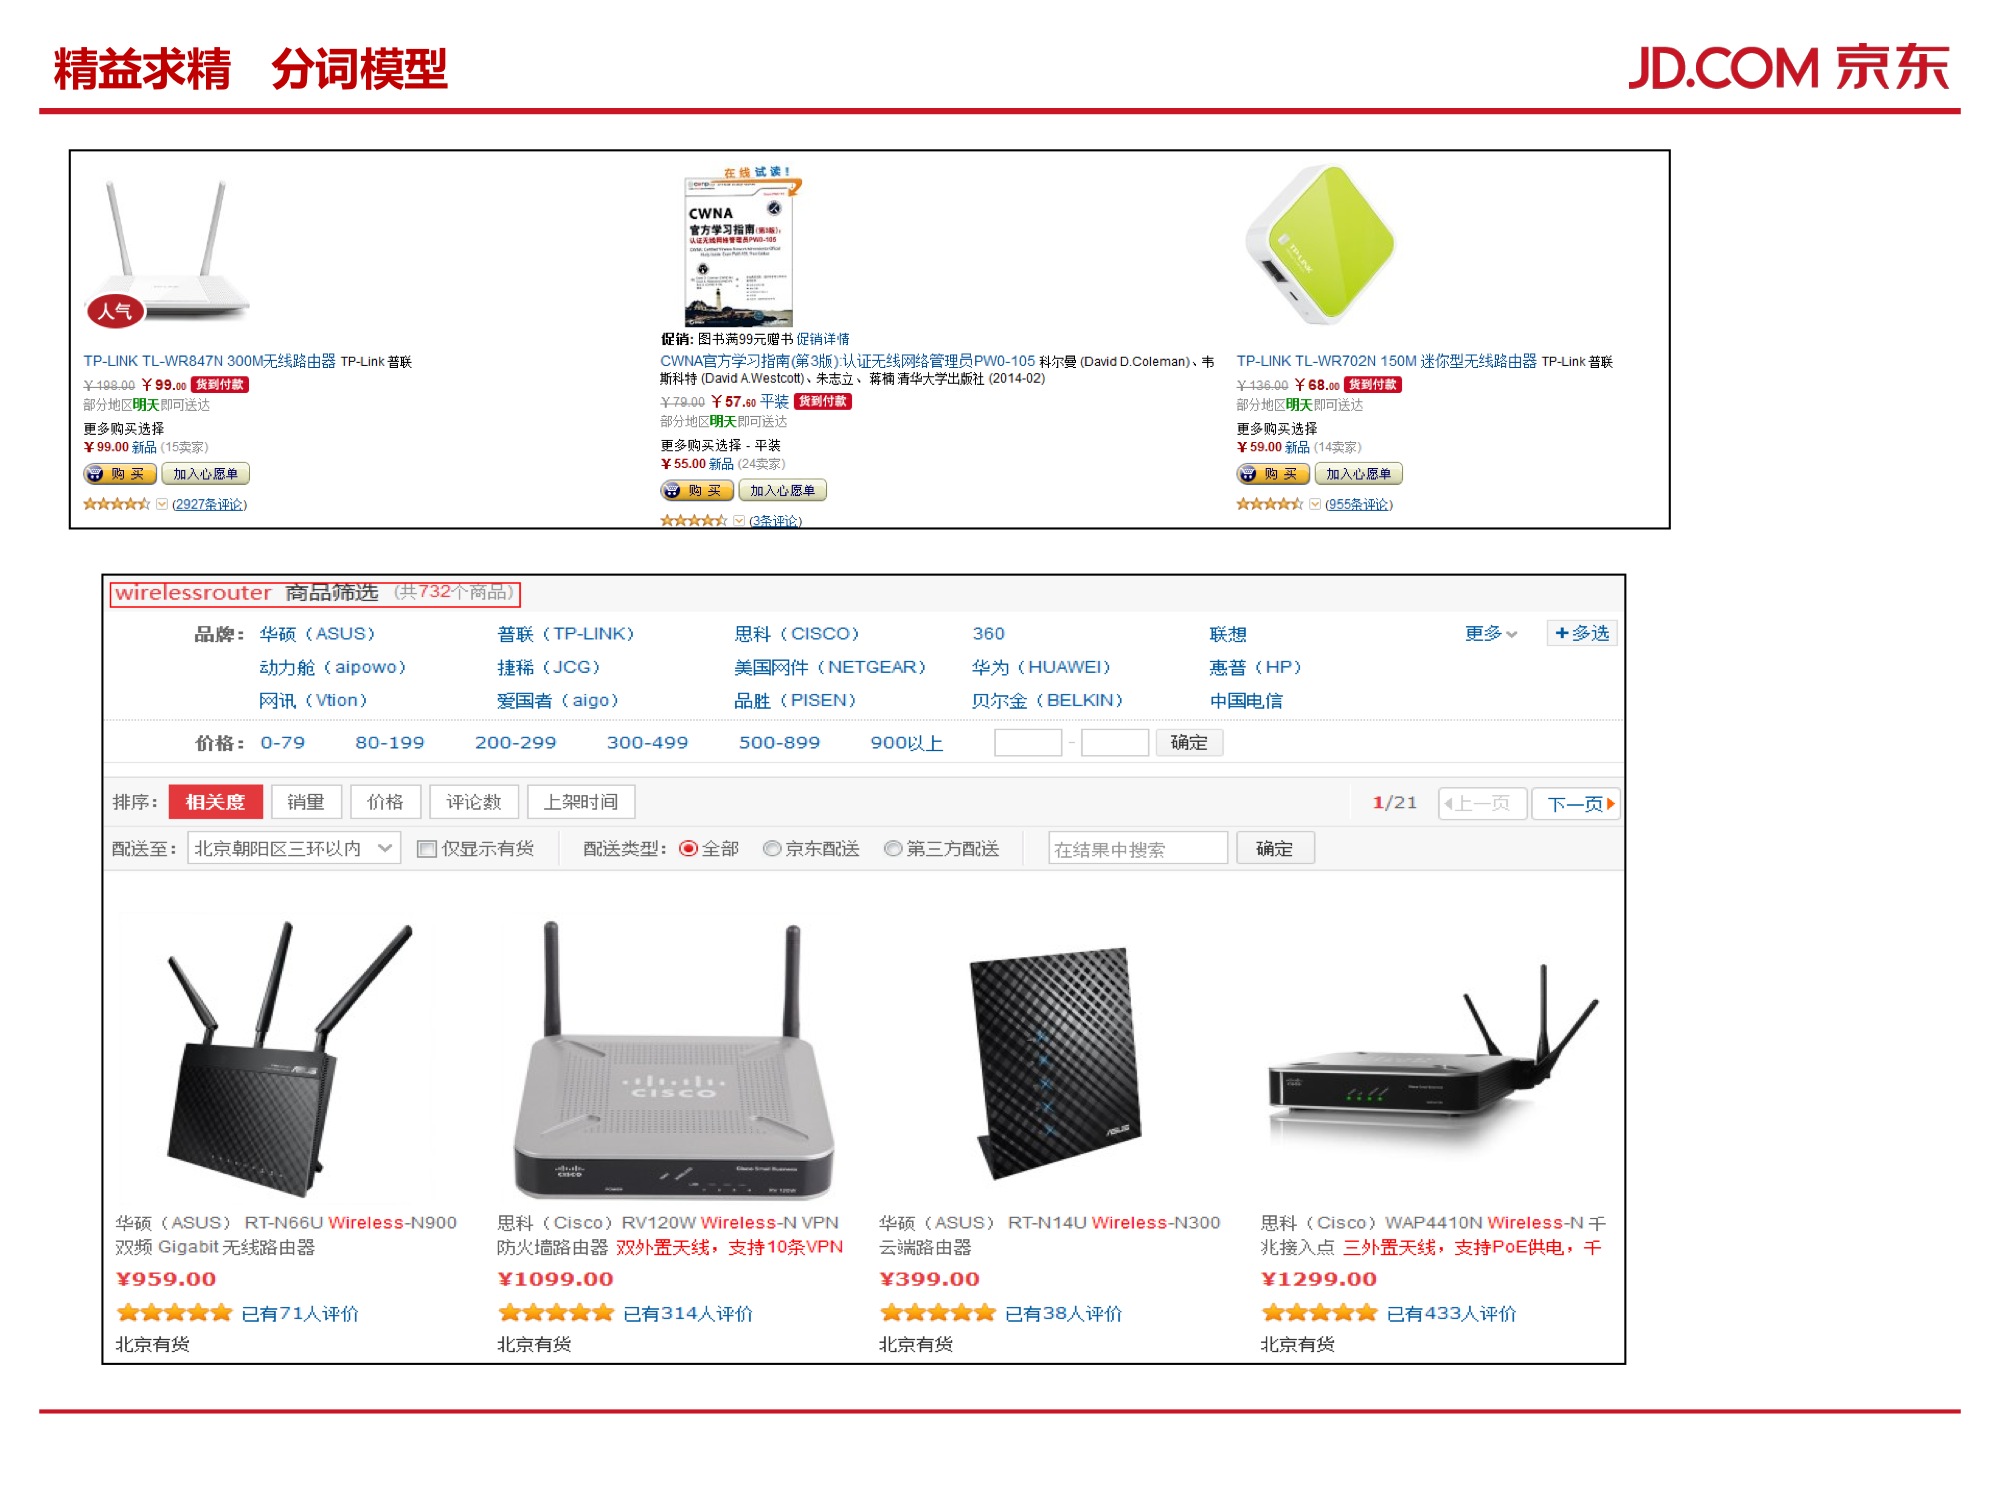 精益求精 分词模型
JD.COM 京东
在线试读!
CWNA
官方学习指南(第3版):
认证无线网络管理员PW0-105
人气
TP-LINK
促销: 图书满99元赠书 促销详情
TP-LINK TL-WR847N 300M无线路由器 TP-Link 普联
¥198.00 ¥99.00 货到付款
部分地区明天即可送达
更多购买选择
¥99.00 新品 (15卖家)
购买 加入心愿单
(2927条评论)
CWNA官方学习指南(第3版):认证无线网络管理员PW0-105 科尔曼 (David D.Coleman)、韦
斯科特 (David A.Westcott)、朱志立、蒋楠 清华大学出版社 (2014-02)
¥79.00 ¥57.60 平装 货到付款
部分地区明天即可送达
更多购买选择 - 平装
¥55.00 新品 (24卖家)
购买 加入心愿单
(3条评论)
TP-LINK TL-WR702N 150M 迷你型无线路由器 TP-Link 普联
¥136.00 ¥68.00 货到付款
部分地区明天即可送达
更多购买选择
¥59.00 新品 (14卖家)
购买 加入心愿单
(955条评论)
wirelessrouter 商品筛选 (共732个商品)
品牌: 华硕(ASUS) 普联(TP-LINK) 思科(CISCO) 360 联想 更多 +多选
动力舱(aipowo) 捷稀(JCG) 美国网件(NETGEAR) 华为(HUAWEI) 惠普(HP)
网讯(Vtion) 爱国者(aigo) 品胜(PISEN) 贝尔金(BELKIN) 中国电信
价格: 0-79 80-199 200-299 300-499 500-899 900以上 - 确定
排序: 相关度 销量 价格 评论数 上架时间 1/21 上一页 下一页
配送至: 北京朝阳区三环以内 仅显示有货 配送类型: 全部 京东配送 第三方配送 在结果中搜索 确定
CISCO
CISCO Cisco Small Business
RV 120W
ASUS
华硕(ASUS) RT-N66U Wireless-N900
双频 Gigabit 无线路由器
¥959.00
已有71人评价
北京有货
思科(Cisco)RV120W Wireless-N VPN
防火墙路由器 双外置天线,支持10条VPN
¥1099.00
已有314人评价
北京有货
华硕(ASUS) RT-N14U Wireless-N300
云端路由器
¥399.00
已有38人评价
北京有货
思科(Cisco)WAP4410N Wireless-N 千
兆接入点 三外置天线,支持PoE供电,千
¥1299.00
已有433人评价
北京有货